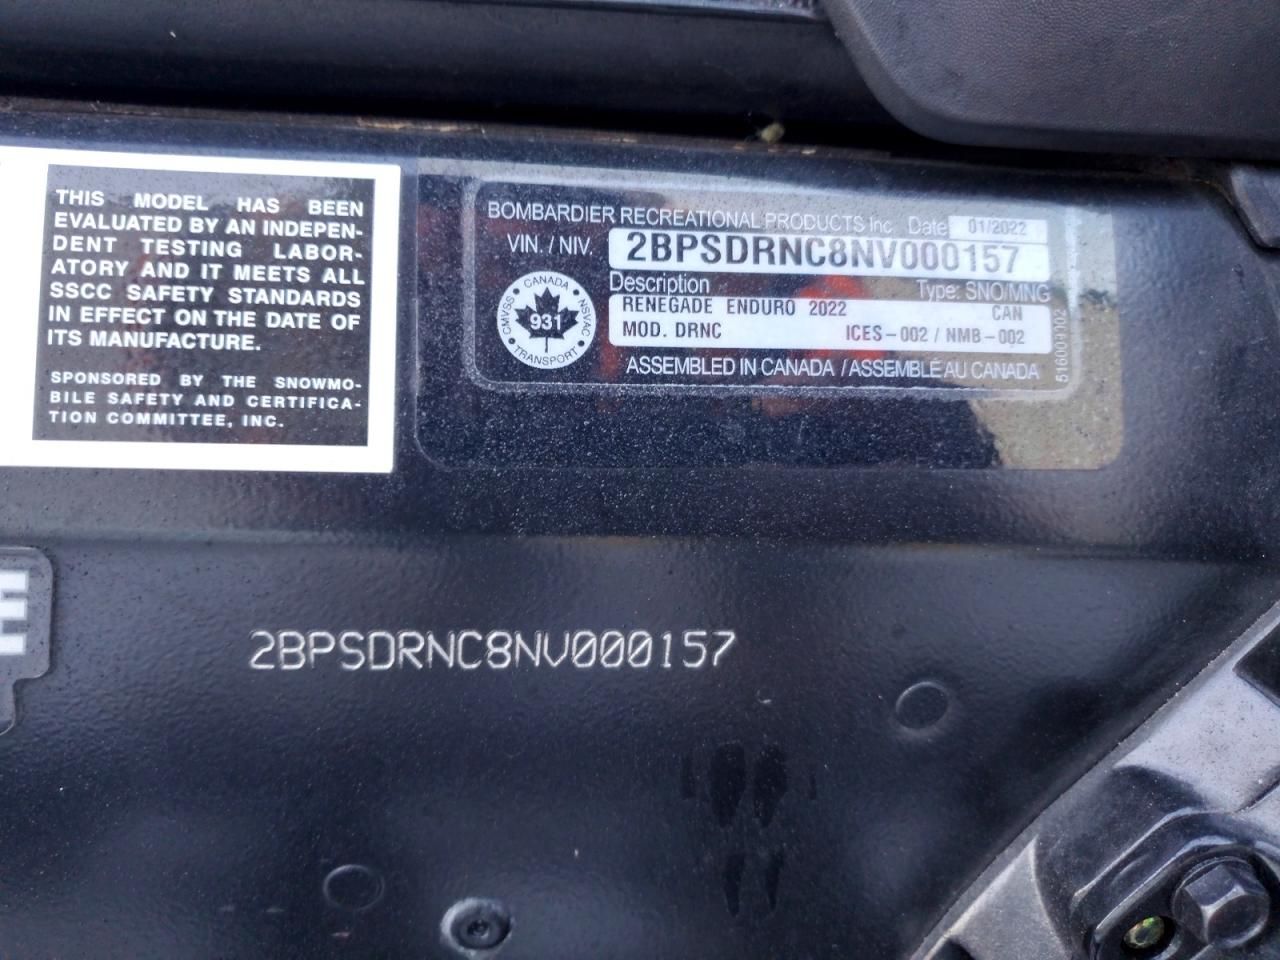 THIS MODEL HAS BEEN
EVALUATED BY AN INDEPEN-
DENT TESTING LABOR-
ATORY AND IT MEETS ALL
SSCC SAFETY STANDARDS
IN EFFECT ON THE DATE OF
ITS MANUFACTURE.
SPONSORED BY THE SNOWMO-
BILE SAFETY AND CERTIFICA-
TION COMMITTEE, INC.
BOMBARDIER RECREATIONAL PRODUCTS Inc Date 01/2022
VIN. / NIV. 2BPSDRNC8NV000157
Description Type: SNO/MNG
RENEGADE ENDURO 2022 CAN
MOD. DRNC ICES-002 / NMB-002
ASSEMBLED IN CANADA / ASSEMBLÉ AU CANADA
CANADA
CMVSS NSVAC
931
TRANSPORT
E
2BPSDRNC8NV000157